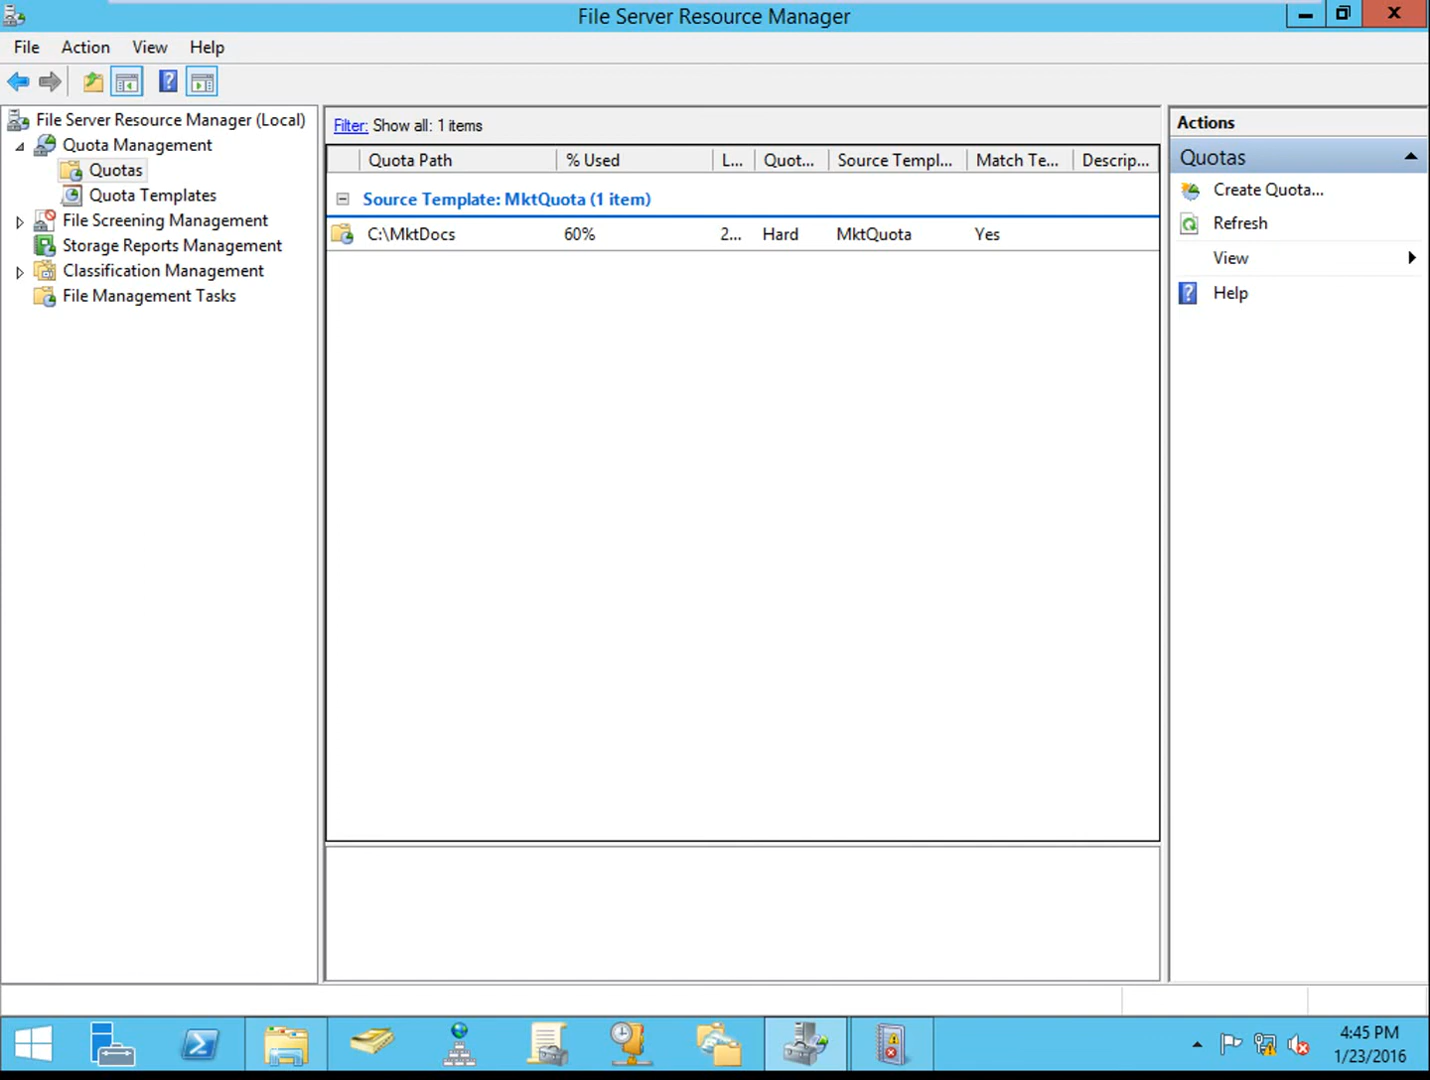 File Server Resource Manager
File Action View Help
File Server Resource Manager (Local)
Quota Management
Quotas
Quota Templates
File Screening Management
Storage Reports Management
Classification Management
File Management Tasks
Filter: Show all: 1 items
Quota Path % Used L... Quot... Source Templ... Match Te... Descrip...
Source Template: MktQuota (1 item)
C:\MktDocs 60% 2... Hard MktQuota Yes
Actions
Quotas
Create Quota...
Refresh
View
Help
4:45 PM
1/23/2016